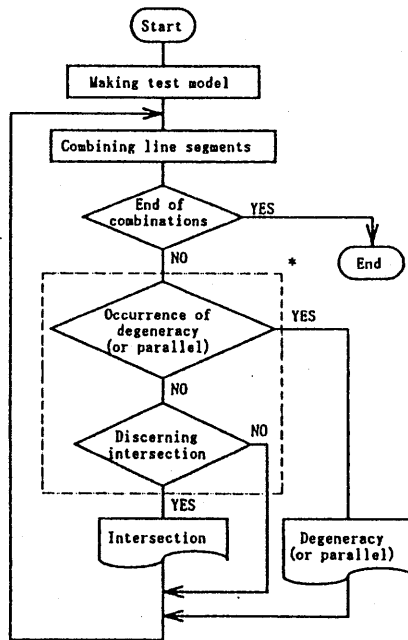 Start
Making test model
Combining line segments
End of
combinations
YES
NO
*
End
Occurrence of
degeneracy
(or parallel)
YES
NO
Discerning
intersection
NO
YES
Intersection
Degeneracy
(or parallel)